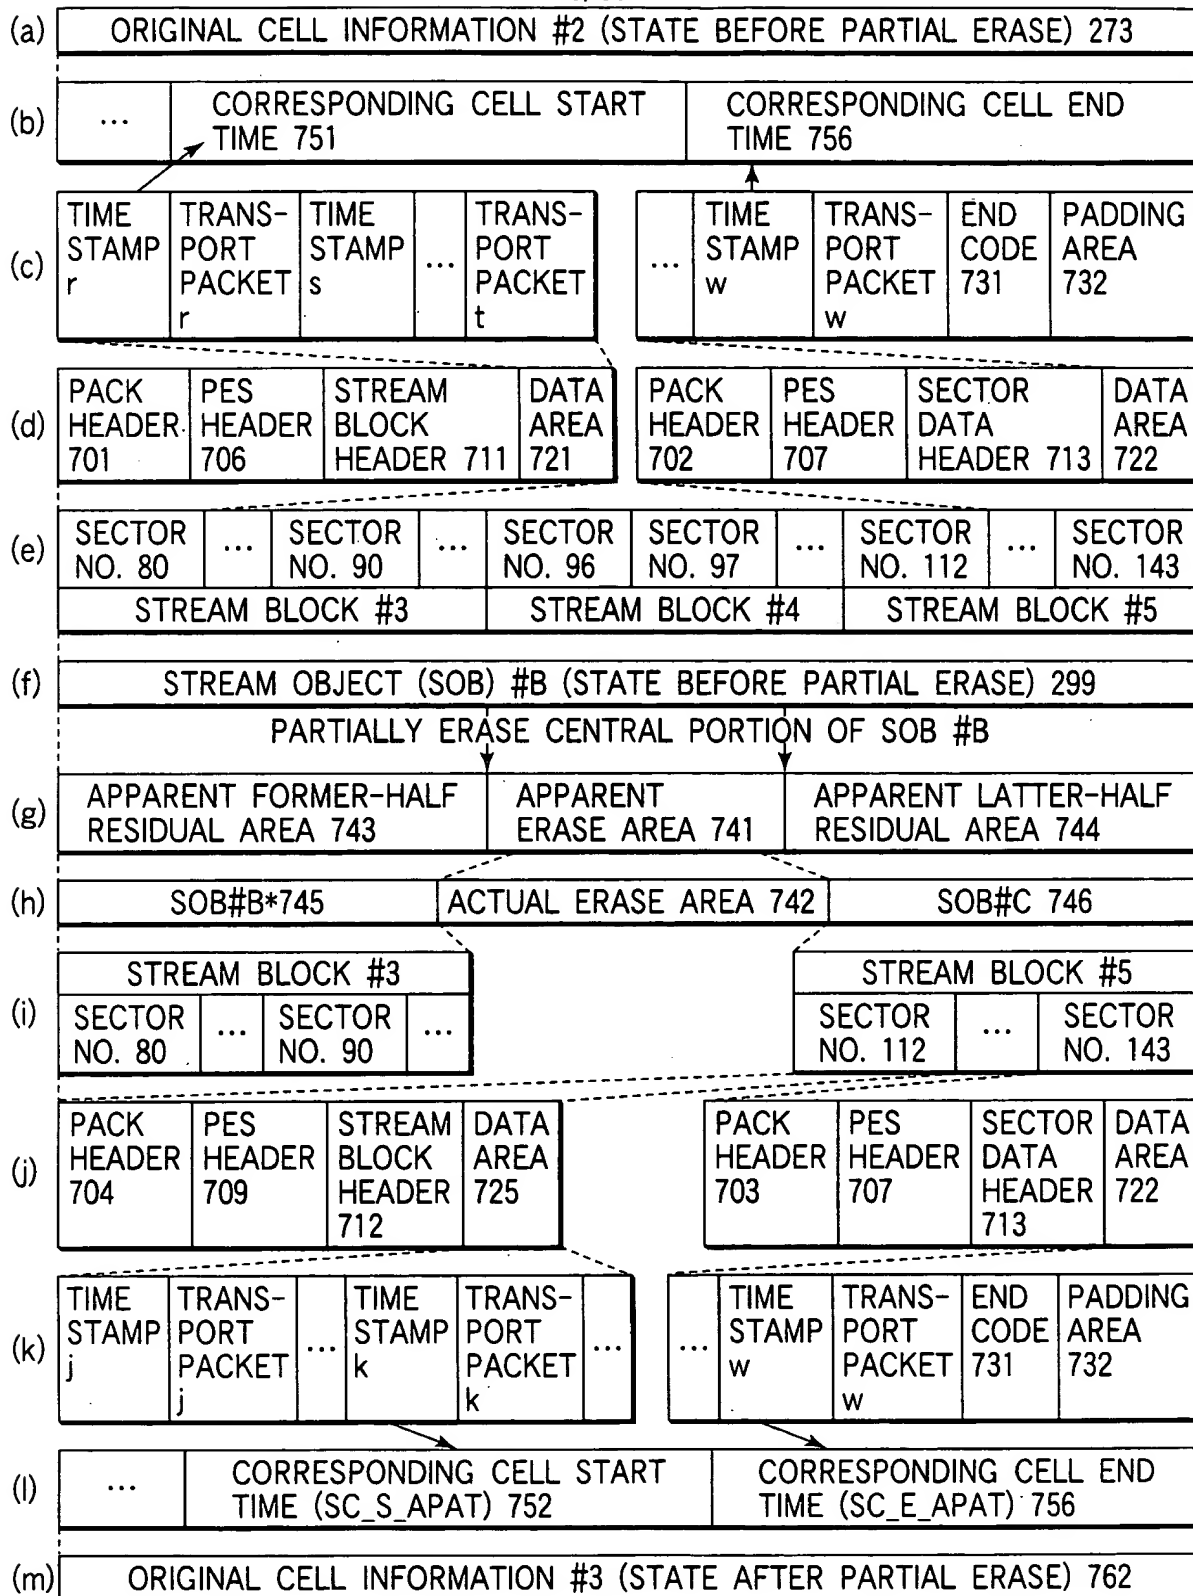 (a) ORIGINAL CELL INFORMATION #2 (STATE BEFORE PARTIAL ERASE) 273
(b) ... CORRESPONDING CELL START TIME 751 CORRESPONDING CELL END TIME 756
(c) TIME STAMP r TRANS-PORT PACKET r TIME STAMP s ... TRANS-PORT PACKET t ... TIME STAMP w TRANS-PORT PACKET w END CODE 731 PADDING AREA 732
(d) PACK HEADER 701 PES HEADER 706 STREAM BLOCK HEADER 711 DATA AREA 721 PACK HEADER 702 PES HEADER 707 SECTOR DATA HEADER 713 DATA AREA 722
(e) SECTOR NO. 80 ... SECTOR NO. 90 ... SECTOR NO. 96 SECTOR NO. 97 ... SECTOR NO. 112 ... SECTOR NO. 143
STREAM BLOCK #3 STREAM BLOCK #4 STREAM BLOCK #5
(f) STREAM OBJECT (SOB) #B (STATE BEFORE PARTIAL ERASE) 299
PARTIALLY ERASE CENTRAL PORTION OF SOB #B
(g) APPARENT FORMER-HALF RESIDUAL AREA 743 APPARENT ERASE AREA 741 APPARENT LATTER-HALF RESIDUAL AREA 744
(h) SOB#B*745 ACTUAL ERASE AREA 742 SOB#C 746
(i) STREAM BLOCK #3 STREAM BLOCK #5
SECTOR NO. 80 ... SECTOR NO. 90 ... SECTOR NO. 112 ... SECTOR NO. 143
(j) PACK HEADER 704 PES HEADER 709 STREAM BLOCK HEADER 712 DATA AREA 725 PACK HEADER 703 PES HEADER 707 SECTOR DATA HEADER 713 DATA AREA 722
(k) TIME STAMP j TRANS-PORT PACKET j ... TIME STAMP k TRANS-PORT PACKET k ... ... TIME STAMP w TRANS-PORT PACKET w END CODE 731 PADDING AREA 732
(l) ... CORRESPONDING CELL START TIME (SC_S_APAT) 752 CORRESPONDING CELL END TIME (SC_E_APAT) 756
(m) ORIGINAL CELL INFORMATION #3 (STATE AFTER PARTIAL ERASE) 762